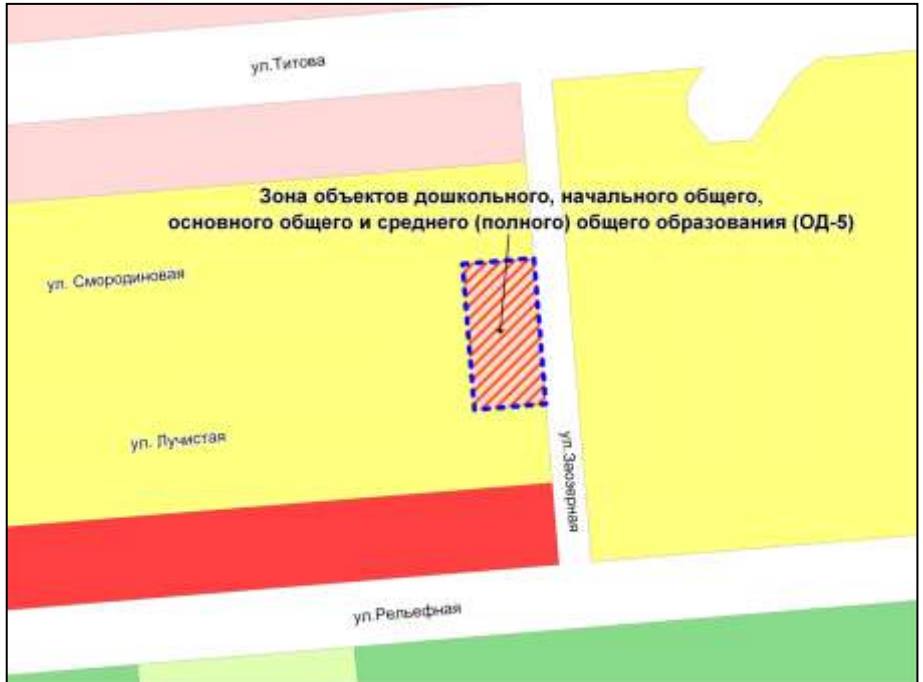 ул.Титова
Зона объектов дошкольного, начального общего,
основного общего и среднего (полного) общего образования (ОД-5)
ул. Смородиновая
ул. Лучистая
ул.Заозерная
ул.Рельефная